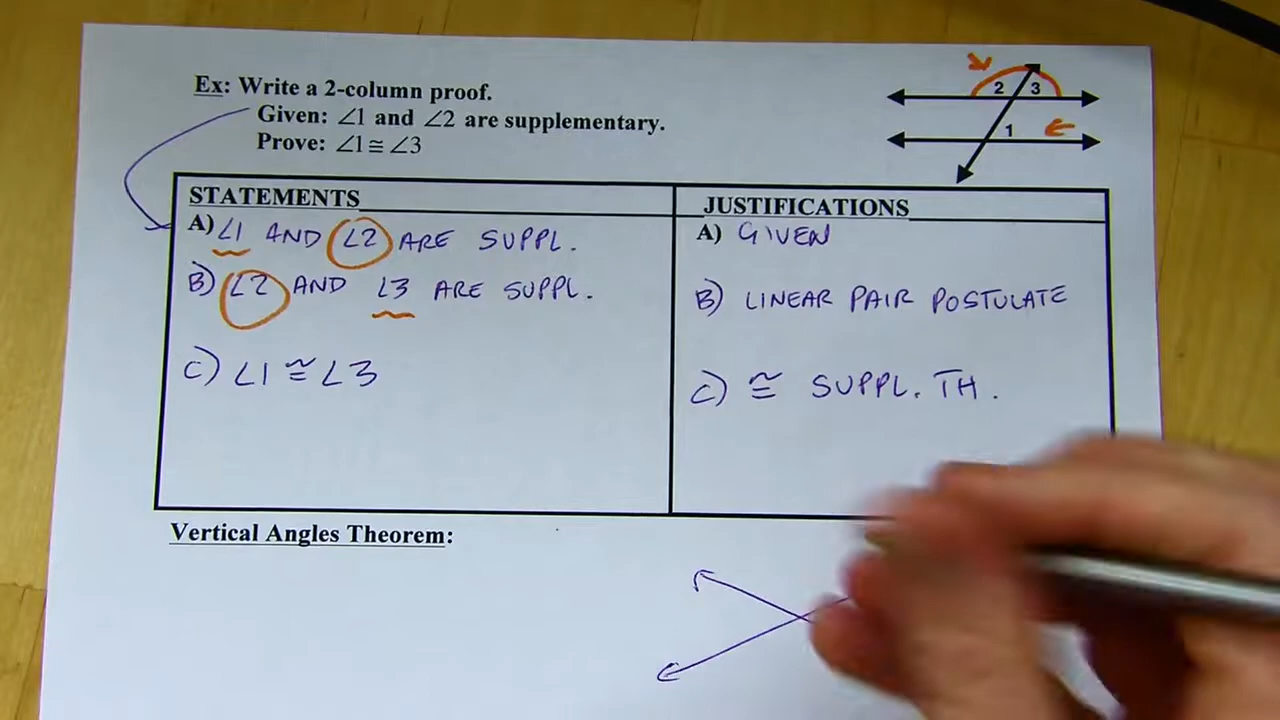 Ex: Write a 2-column proof.
Given: ∠1 and ∠2 are supplementary.
Prove: ∠1 ≅ ∠3
2 3
1
STATEMENTS JUSTIFICATIONS
A) ∠1 AND ∠2 ARE SUPPL. A) GIVEN
B) ∠2 AND ∠3 ARE SUPPL. B) LINEAR PAIR POSTULATE
C) ∠1 ≅ ∠3 C) ≅ SUPPL. TH.
Vertical Angles Theorem: